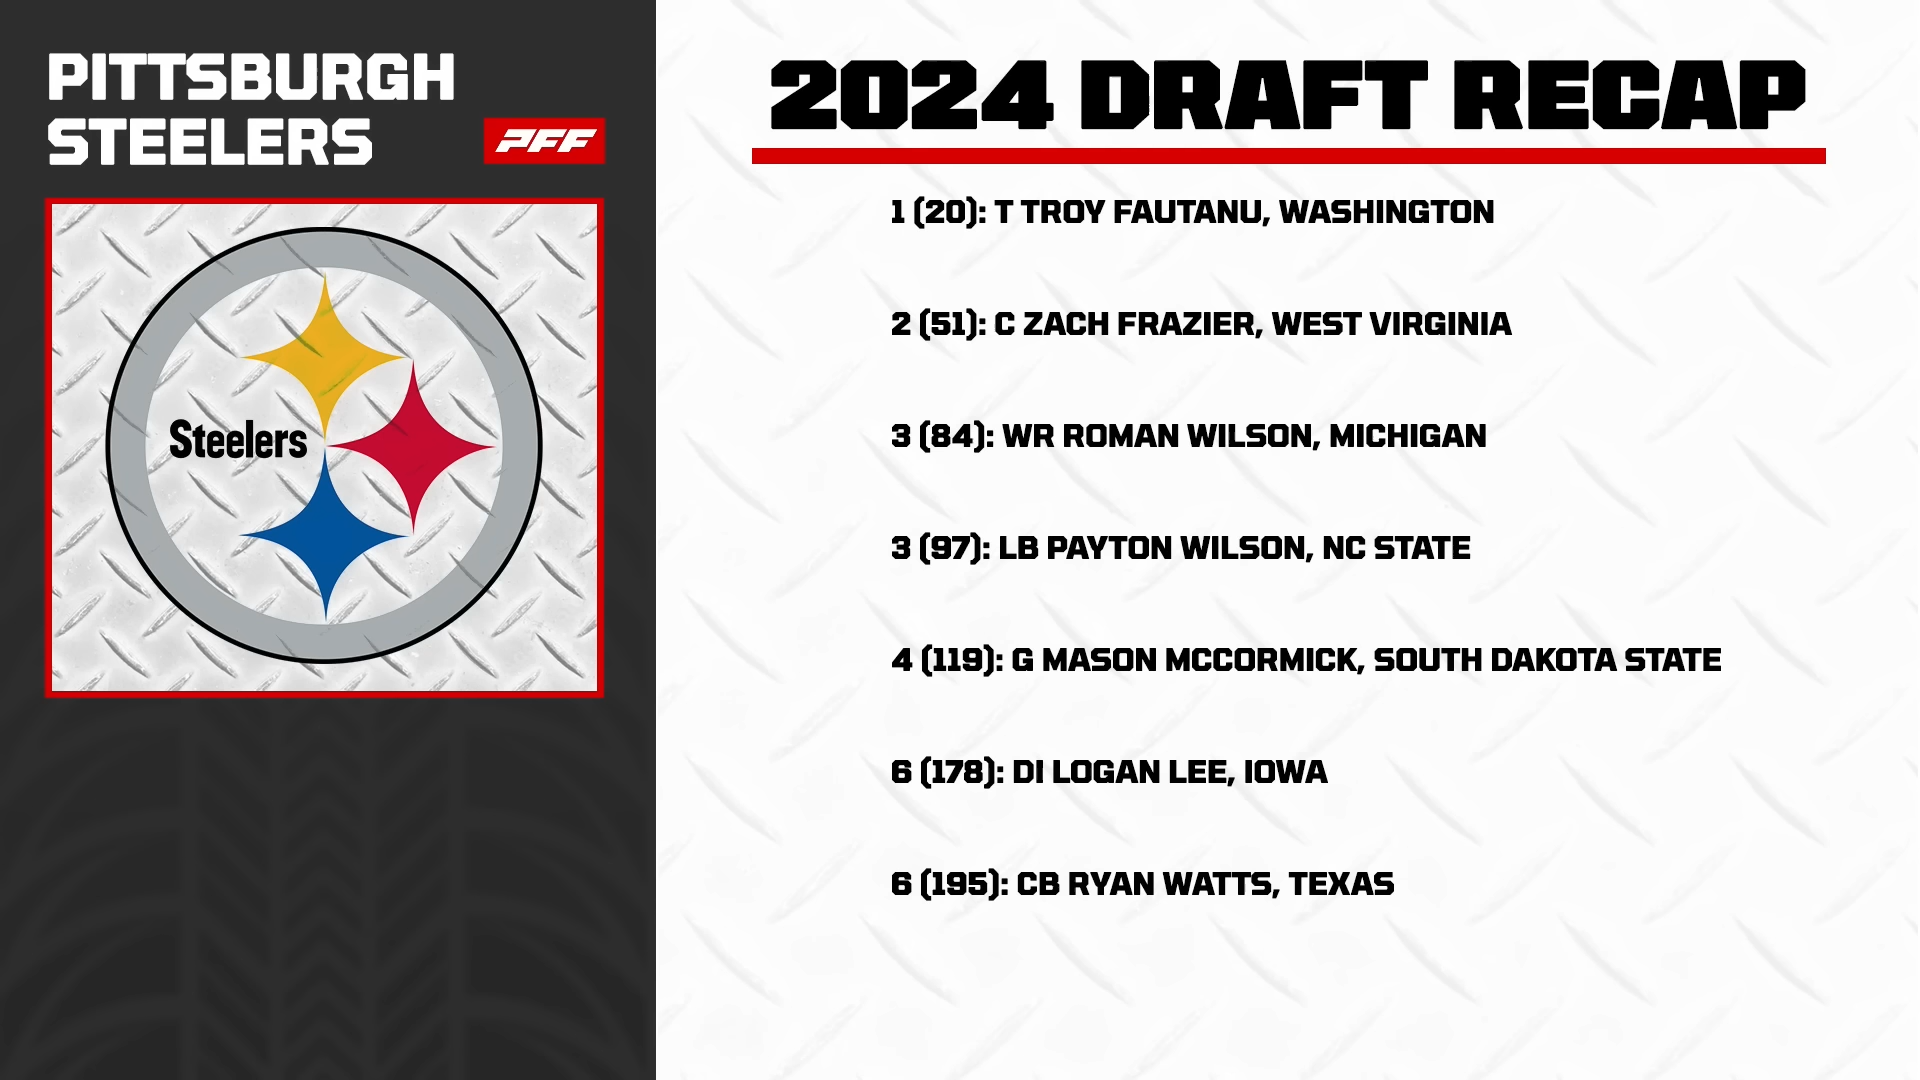 PITTSBURGH
STEELERS
PFF
Steelers
2024 DRAFT RECAP
1 (20): T TROY FAUTANU, WASHINGTON
2 (51): C ZACH FRAZIER, WEST VIRGINIA
3 (84): WR ROMAN WILSON, MICHIGAN
3 (97): LB PAYTON WILSON, NC STATE
4 (119): G MASON MCCORMICK, SOUTH DAKOTA STATE
6 (178): DI LOGAN LEE, IOWA
6 (195): CB RYAN WATTS, TEXAS